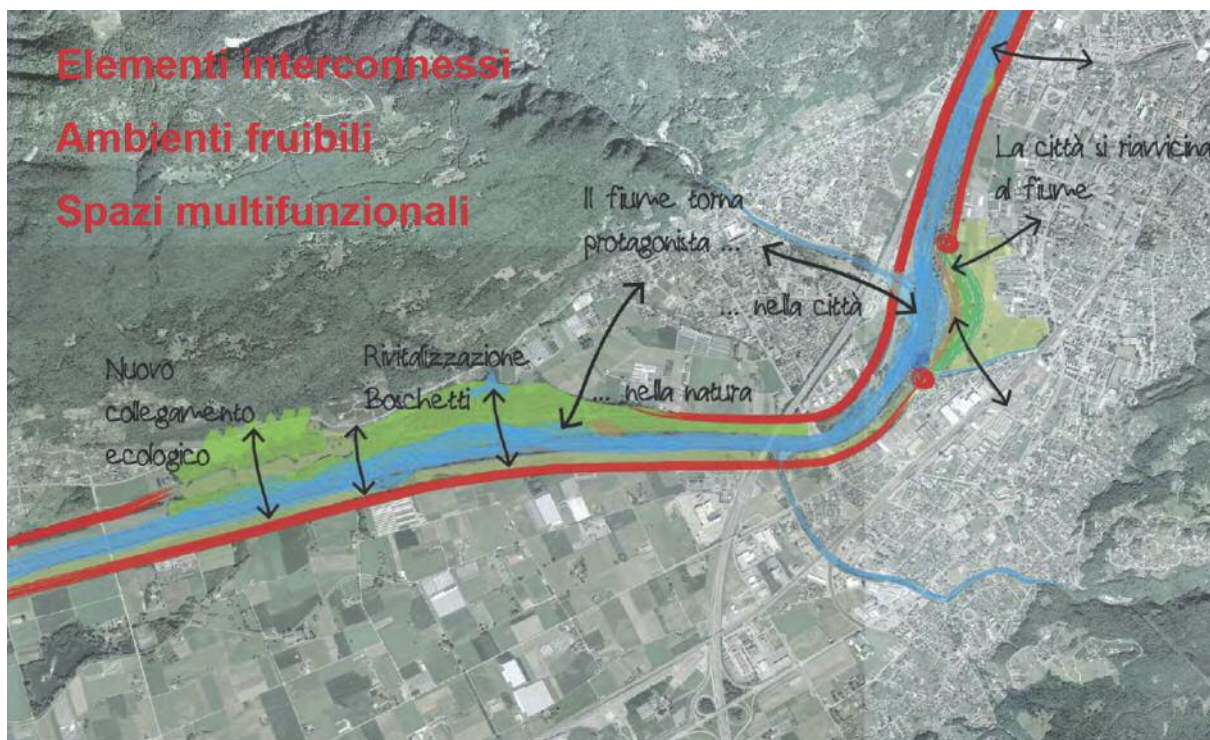 Elementi interconnessi
Ambienti fruibili
Spazi multifunzionali
La città si riavvicina
al fiume
Il fiume torna
protagonista ...
... nella città
... nella natura
Rivitalizzazione
Boschetti
Nuovo
collegamento
ecologico